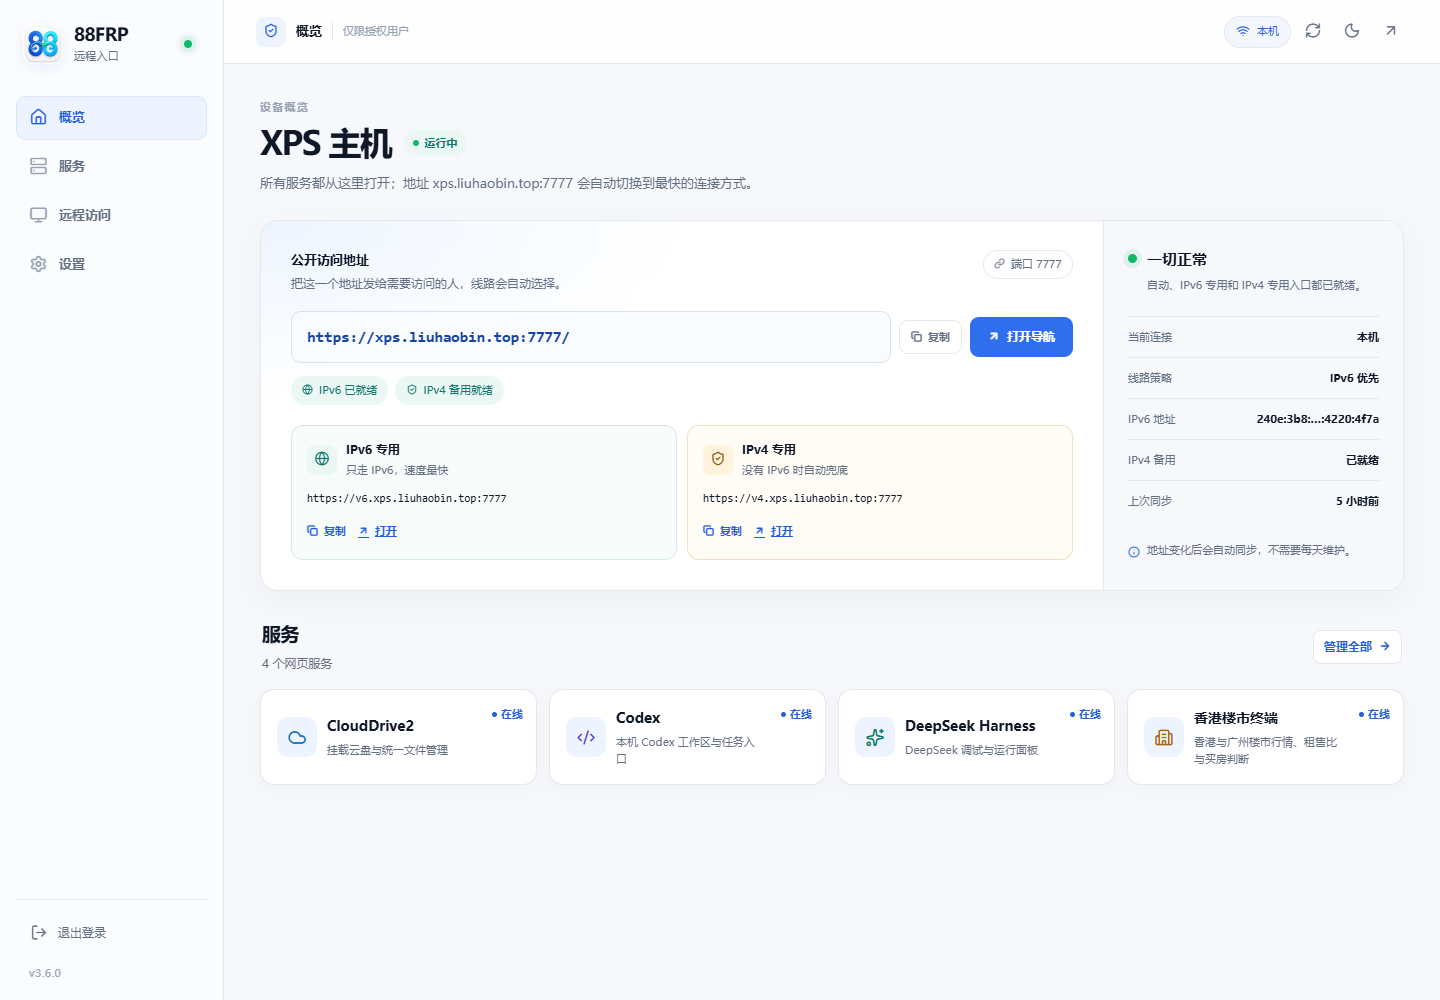 88FRP
远程入口
概览
服务
远程访问
设置
退出登录
v3.6.0
概览
仅限授权用户
本机
设备概览
XPS 主机
运行中
所有服务都从这里打开；地址 xps.liuhaobin.top:7777 会自动切换到最快的连接方式。
公开访问地址
把这一个地址发给需要访问的人，线路会自动选择。
端口 7777
https://xps.liuhaobin.top:7777/
复制
打开导航
IPv6 已就绪
IPv4 备用就绪
IPv6 专用
只走 IPv6，速度最快
https://v6.xps.liuhaobin.top:7777
复制
打开
IPv4 专用
没有 IPv6 时自动兜底
https://v4.xps.liuhaobin.top:7777
复制
打开
一切正常
自动、IPv6 专用和 IPv4 专用入口都已就绪。
当前连接
本机
线路策略
IPv6 优先
IPv6 地址
240e:3b8:…:4220:4f7a
IPv4 备用
已就绪
上次同步
5 小时前
地址变化后会自动同步，不需要每天维护。
服务
4 个网页服务
管理全部
CloudDrive2
在线
挂载云盘与统一文件管理
Codex
在线
本机 Codex 工作区与任务入
口
DeepSeek Harness
在线
DeepSeek 调试与运行面板
香港楼市终端
在线
香港与广州楼市行情、租售比
与买房判断